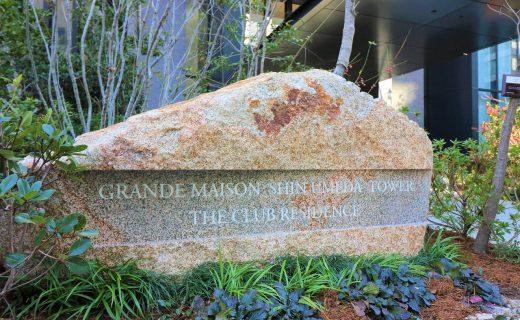 GRANDE MAISON SHIN UMEDA TOWER
THE CLUB RESIDENCE